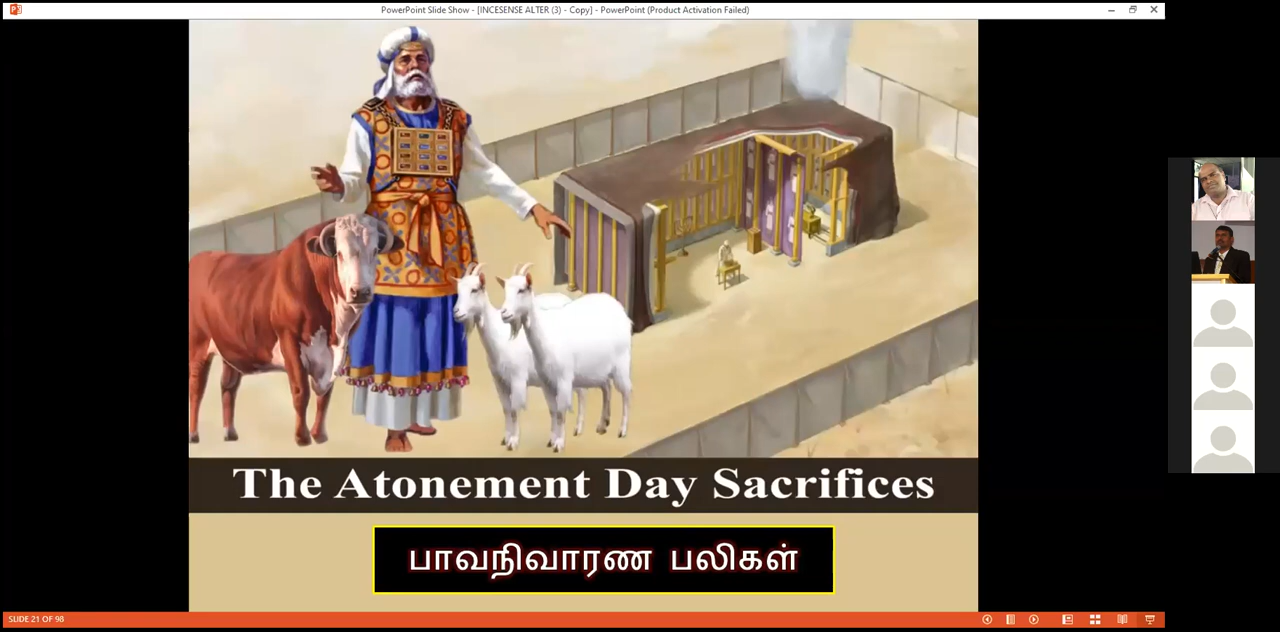 PowerPoint Slide Show - [INCESENSE ALTER (3) - Copy] - PowerPoint (Product Activation Failed)
The Atonement Day Sacrifices
பாவநிவாரண பலிகள்
SLIDE 21 OF 98